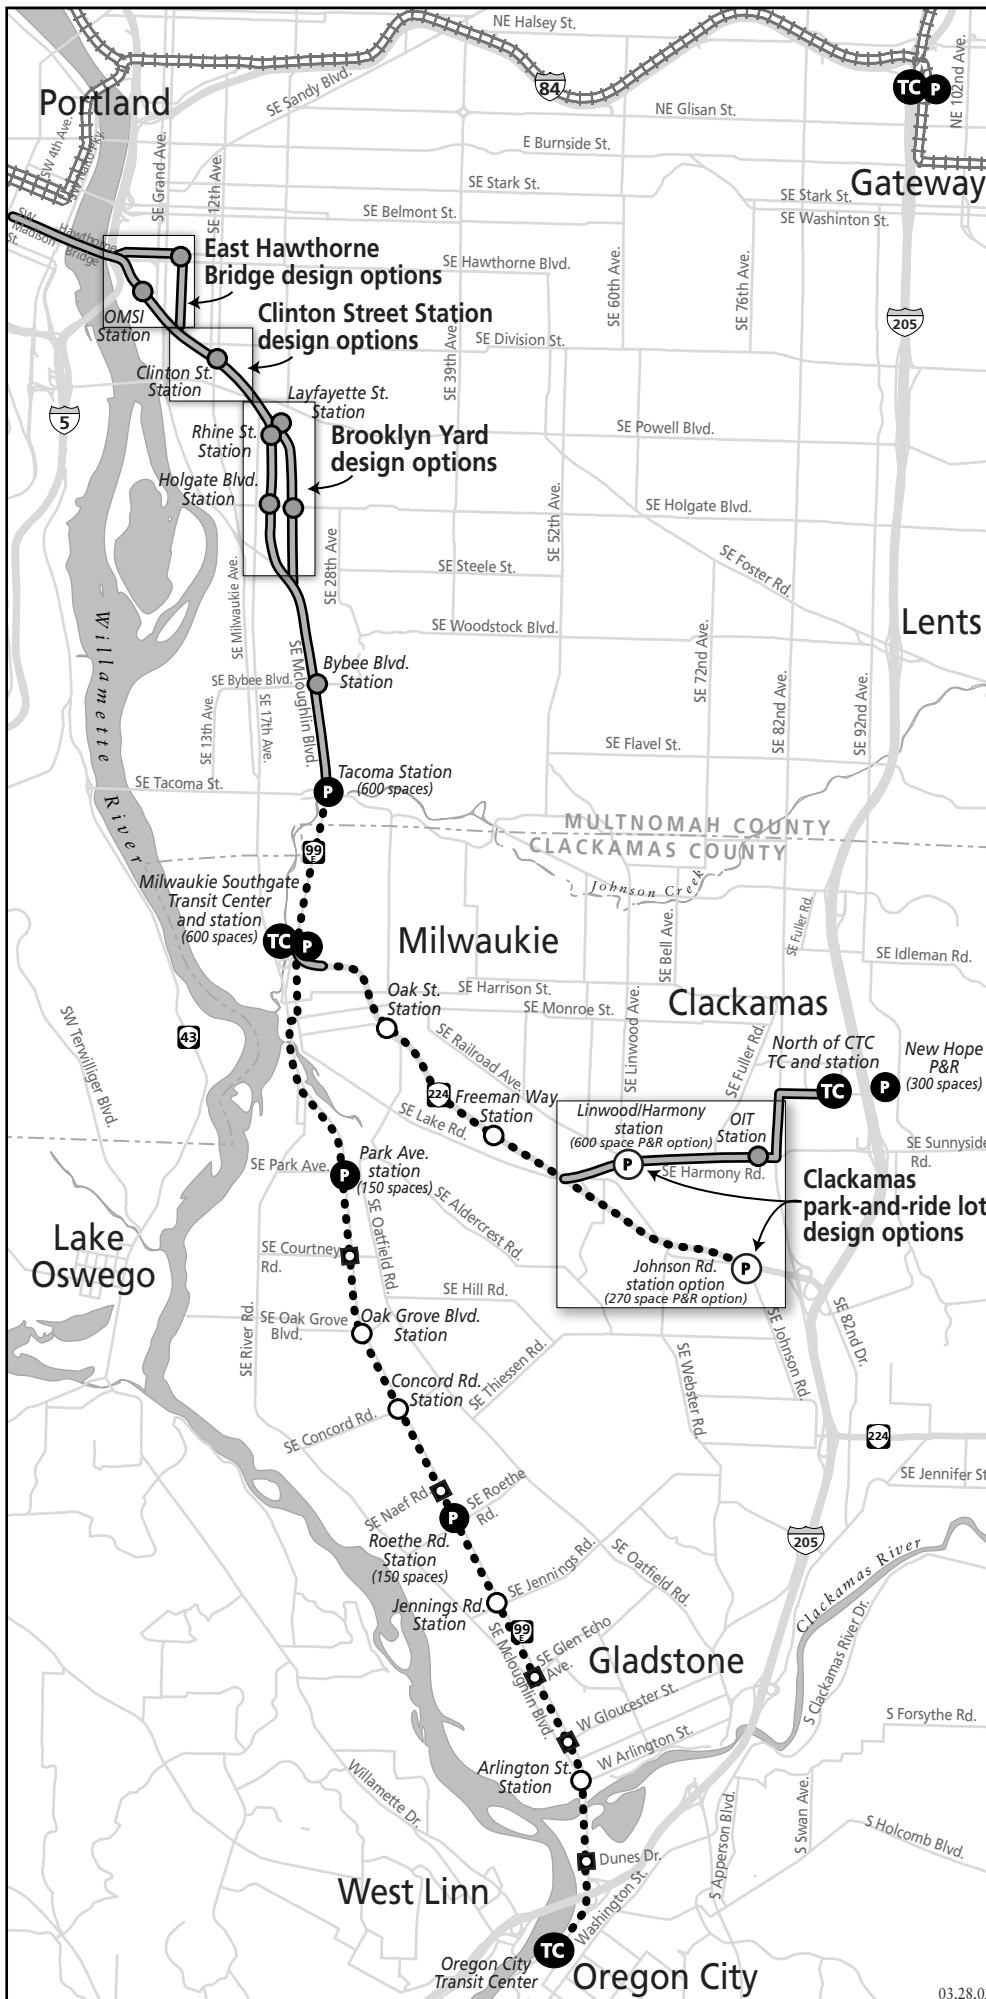 NE Halsey St.
84
SE Sandy Blvd.
TC
P
NE 102nd Ave.
Portland
NE Glisan St.
SW 4th Ave.
SW Naito Pky.
SE Grand Ave.
SE 12th Ave.
E Burnside St.
SE Stark St.
Gateway
SE Stark St.
SE Belmont St.
SE Washinton St.
SW
Madison
St.
Hawthorne
Bridge
East Hawthorne
Bridge design options
SE Hawthorne Blvd.
SE 60th Ave.
SE 76th Ave.
OMSI
Station
Clinton Street Station
design options
SE 39th Ave.
SE Division St.
205
Clinton St.
Station
5
Layfayette St.
Station
Rhine St.
Station
Brooklyn Yard
design options
SE Powell Blvd.
Holgate Blvd.
Station
SE 52th Ave.
SE Holgate Blvd.
SE Milwaukie Ave.
SE 28th Ave
SE Steele St.
SE Foster Rd.
Willamette
River
SE Woodstock Blvd.
Lents
SE 72nd Ave.
SE Mcloughlin Blvd.
Bybee Blvd.
Station
SE Bybee Blvd.
SE 13th Ave.
SE 17th Ave.
SE 82nd Ave.
SE 92nd Ave.
SE Flavel St.
SE Tacoma St.
P
Tacoma Station
(600 spaces)
MULTNOMAH COUNTY
CLACKAMAS COUNTY
99
E
Johnson Creek
Milwaukie Southgate
Transit Center
and station
(600 spaces)
TC
P
Milwaukie
SE Bell Ave.
SE Fuller Rd.
SE Idleman Rd.
SE Harrison St.
Oak St.
Station
SE Monroe St.
Clackamas
SW Terwilliger Blvd.
43
SE Railroad Ave.
SE Linwood Ave.
SE Fuller Rd.
North of CTC
TC and station
TC
P
New Hope
P&R
(300 spaces)
224
Freeman Way
Station
SE Lake Rd.
Linwood/Harmony
station
(600 space P&R option)
OIT
Station
P
SE Harmony Rd.
SE Sunnyside
Rd.
SE Park Ave.
P
Park Ave.
station
(150 spaces)
Clackamas
park-and-ride lot
design options
SE Aldercrest Rd.
SE Oatfield Rd.
Lake
Oswego
SE Courtney
Rd.
P
Johnson Rd.
station option
(270 space P&R option)
SE Hill Rd.
SE River Rd.
SE Oak Grove
Blvd.
Oak Grove Blvd.
Station
SE Johnson Rd.
SE 82nd Dr.
SE Thiessen Rd.
SE Webster Rd.
Concord Rd.
Station
SE Concord Rd.
224
SE Jennifer St
SE Naef Rd.
SE Roethe
Rd.
P
Roethe Rd.
Station
(150 spaces)
205
SE Jennings Rd.
SE Oatfield Rd.
Clackamas River
Jennings Rd.
Station
99
E
SE Mcloughlin Blvd.
SE Glen Echo
Ave.
Gladstone
S Clackamas River Dr.
W Gloucester St.
S Forsythe Rd.
W Arlington St.
Arlington St.
Station
Willamette Dr.
S Apperson Blvd.
S Swan Ave.
S Holcomb Blvd.
Dunes Dr.
West Linn
Washington St.
TC
Oregon City
Transit Center
Oregon City
03.28.0